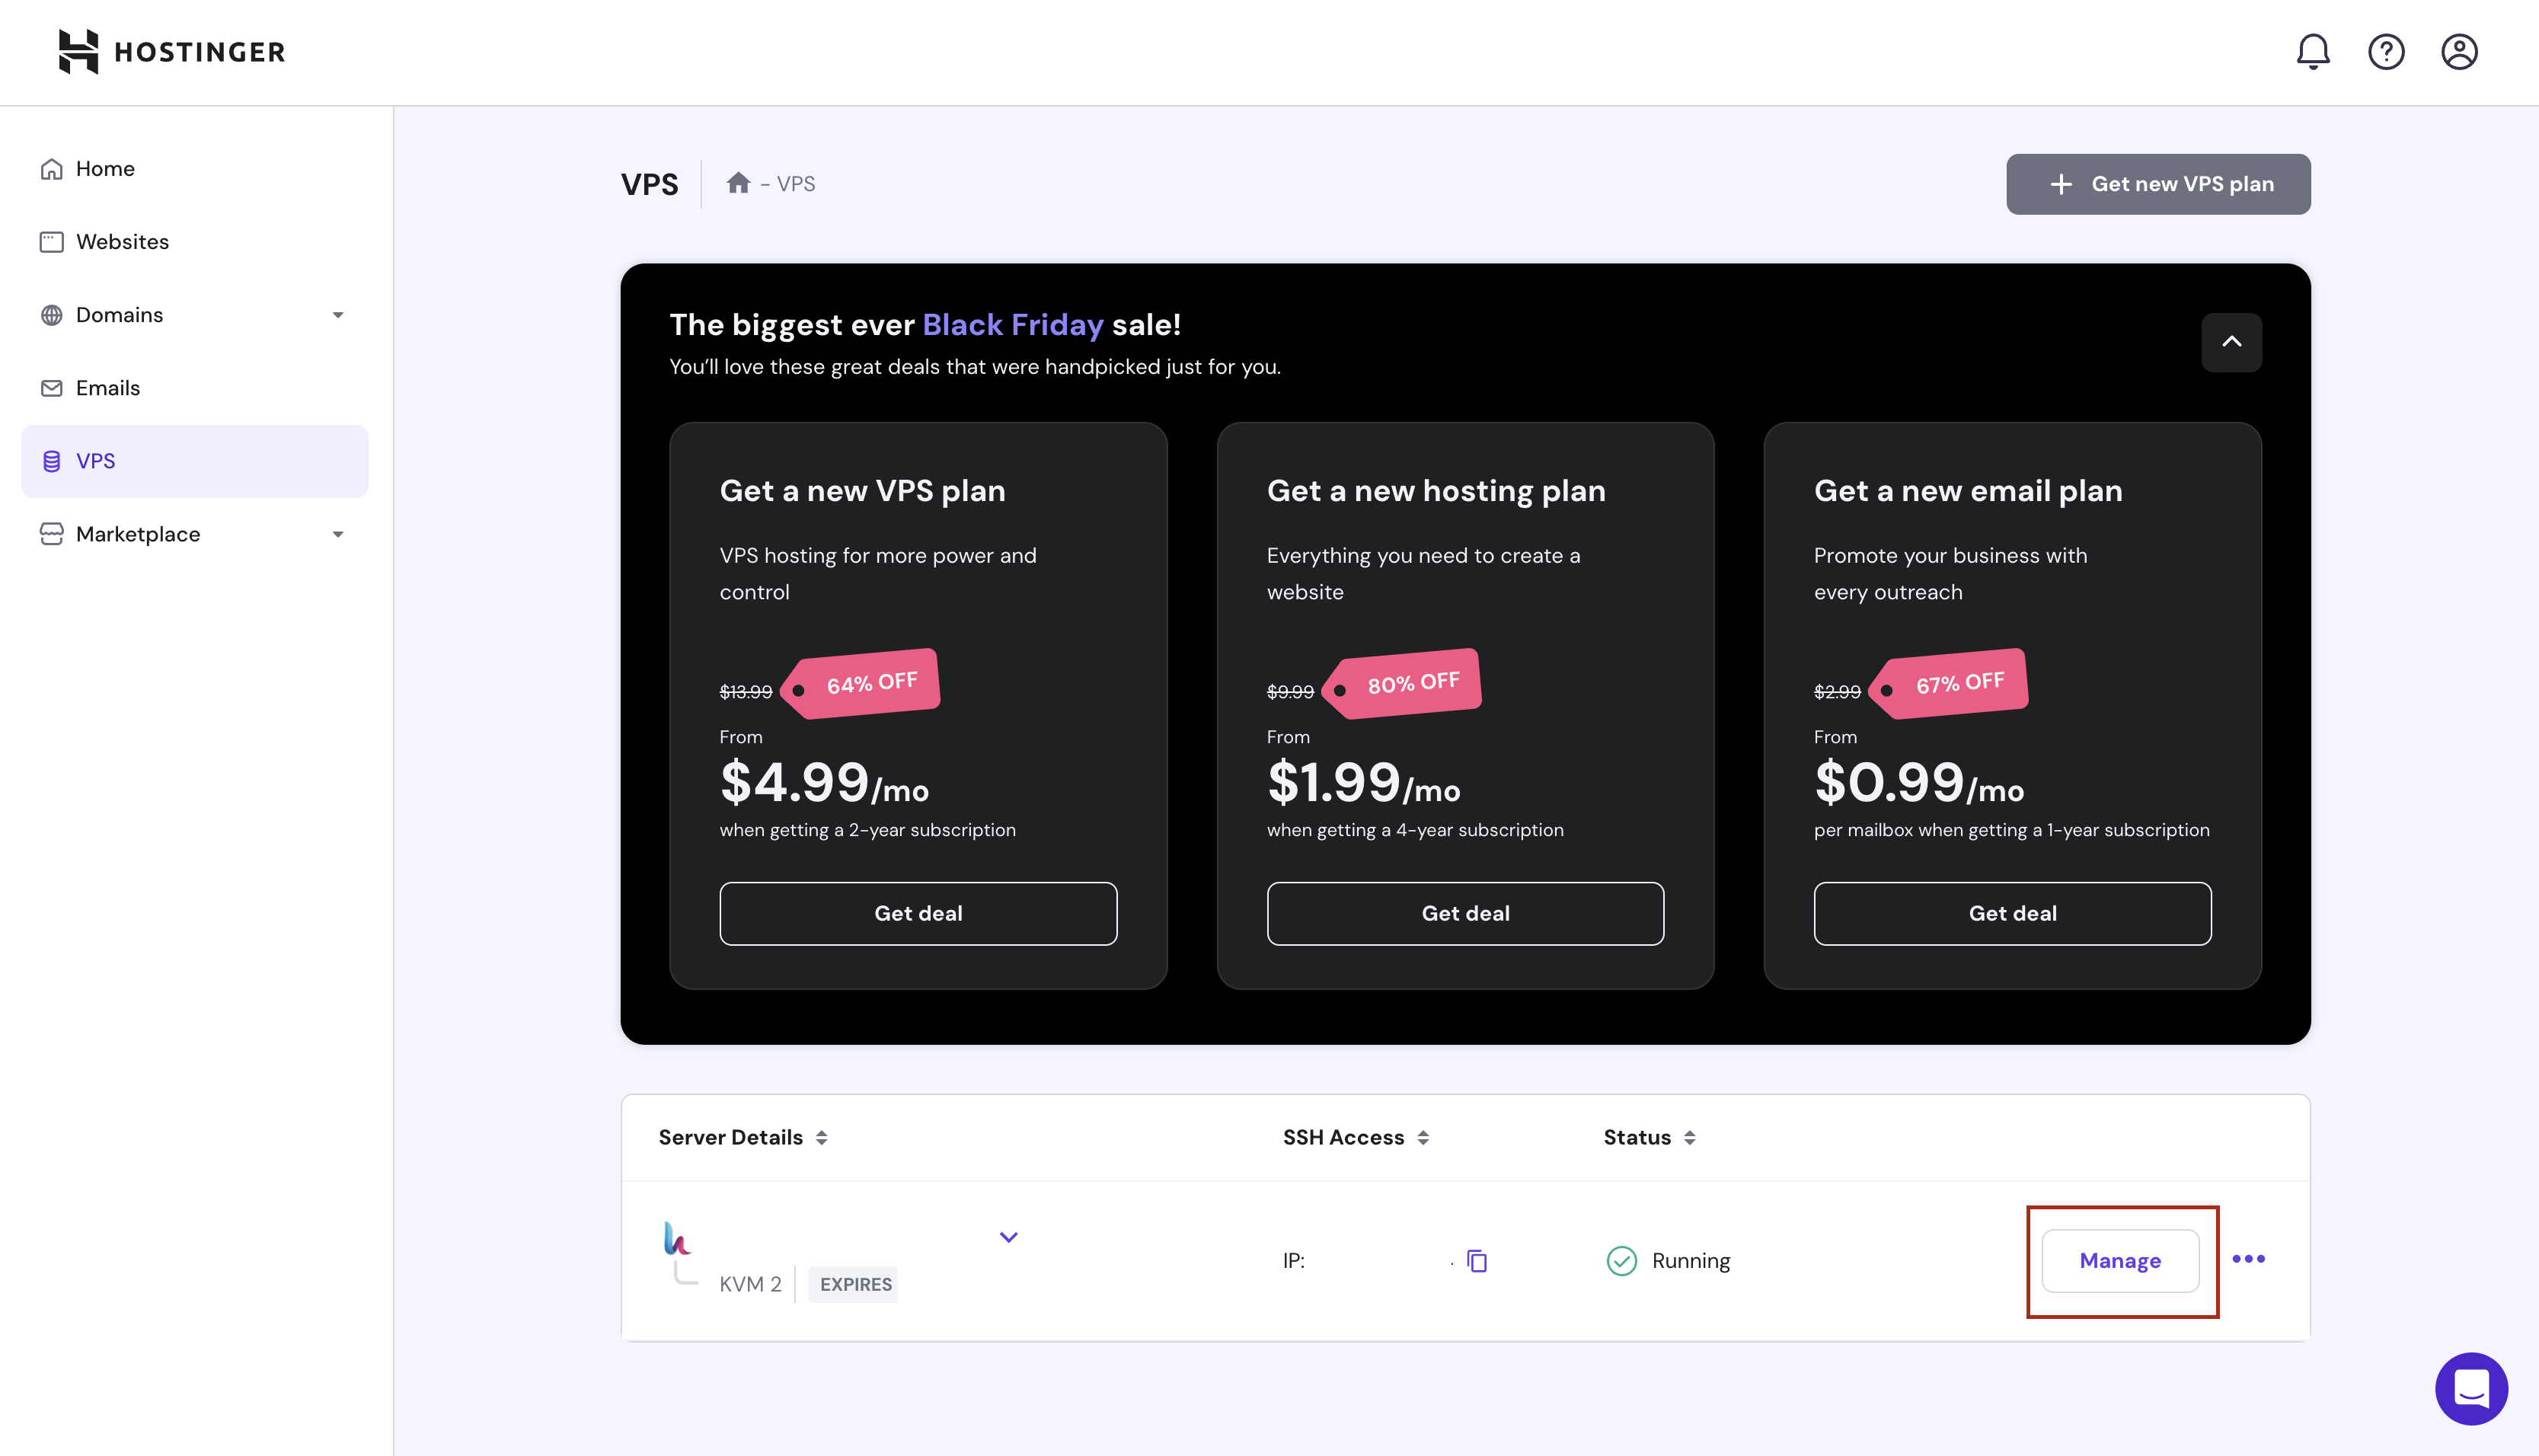 HOSTINGER
Home
Websites
Domains
Emails
VPS
Marketplace
VPS
– VPS
Get new VPS plan
The biggest ever Black Friday sale!
You’ll love these great deals that were handpicked just for you.
Get a new VPS plan
VPS hosting for more power and
control
$13.99
64% OFF
From
$4.99/mo
when getting a 2-year subscription
Get deal
Get a new hosting plan
Everything you need to create a
website
$9.99
80% OFF
From
$1.99/mo
when getting a 4-year subscription
Get deal
Get a new email plan
Promote your business with
every outreach
$2.99
67% OFF
From
$0.99/mo
per mailbox when getting a 1-year subscription
Get deal
Server Details
SSH Access
Status
KVM 2
EXPIRES
IP:
Running
Manage